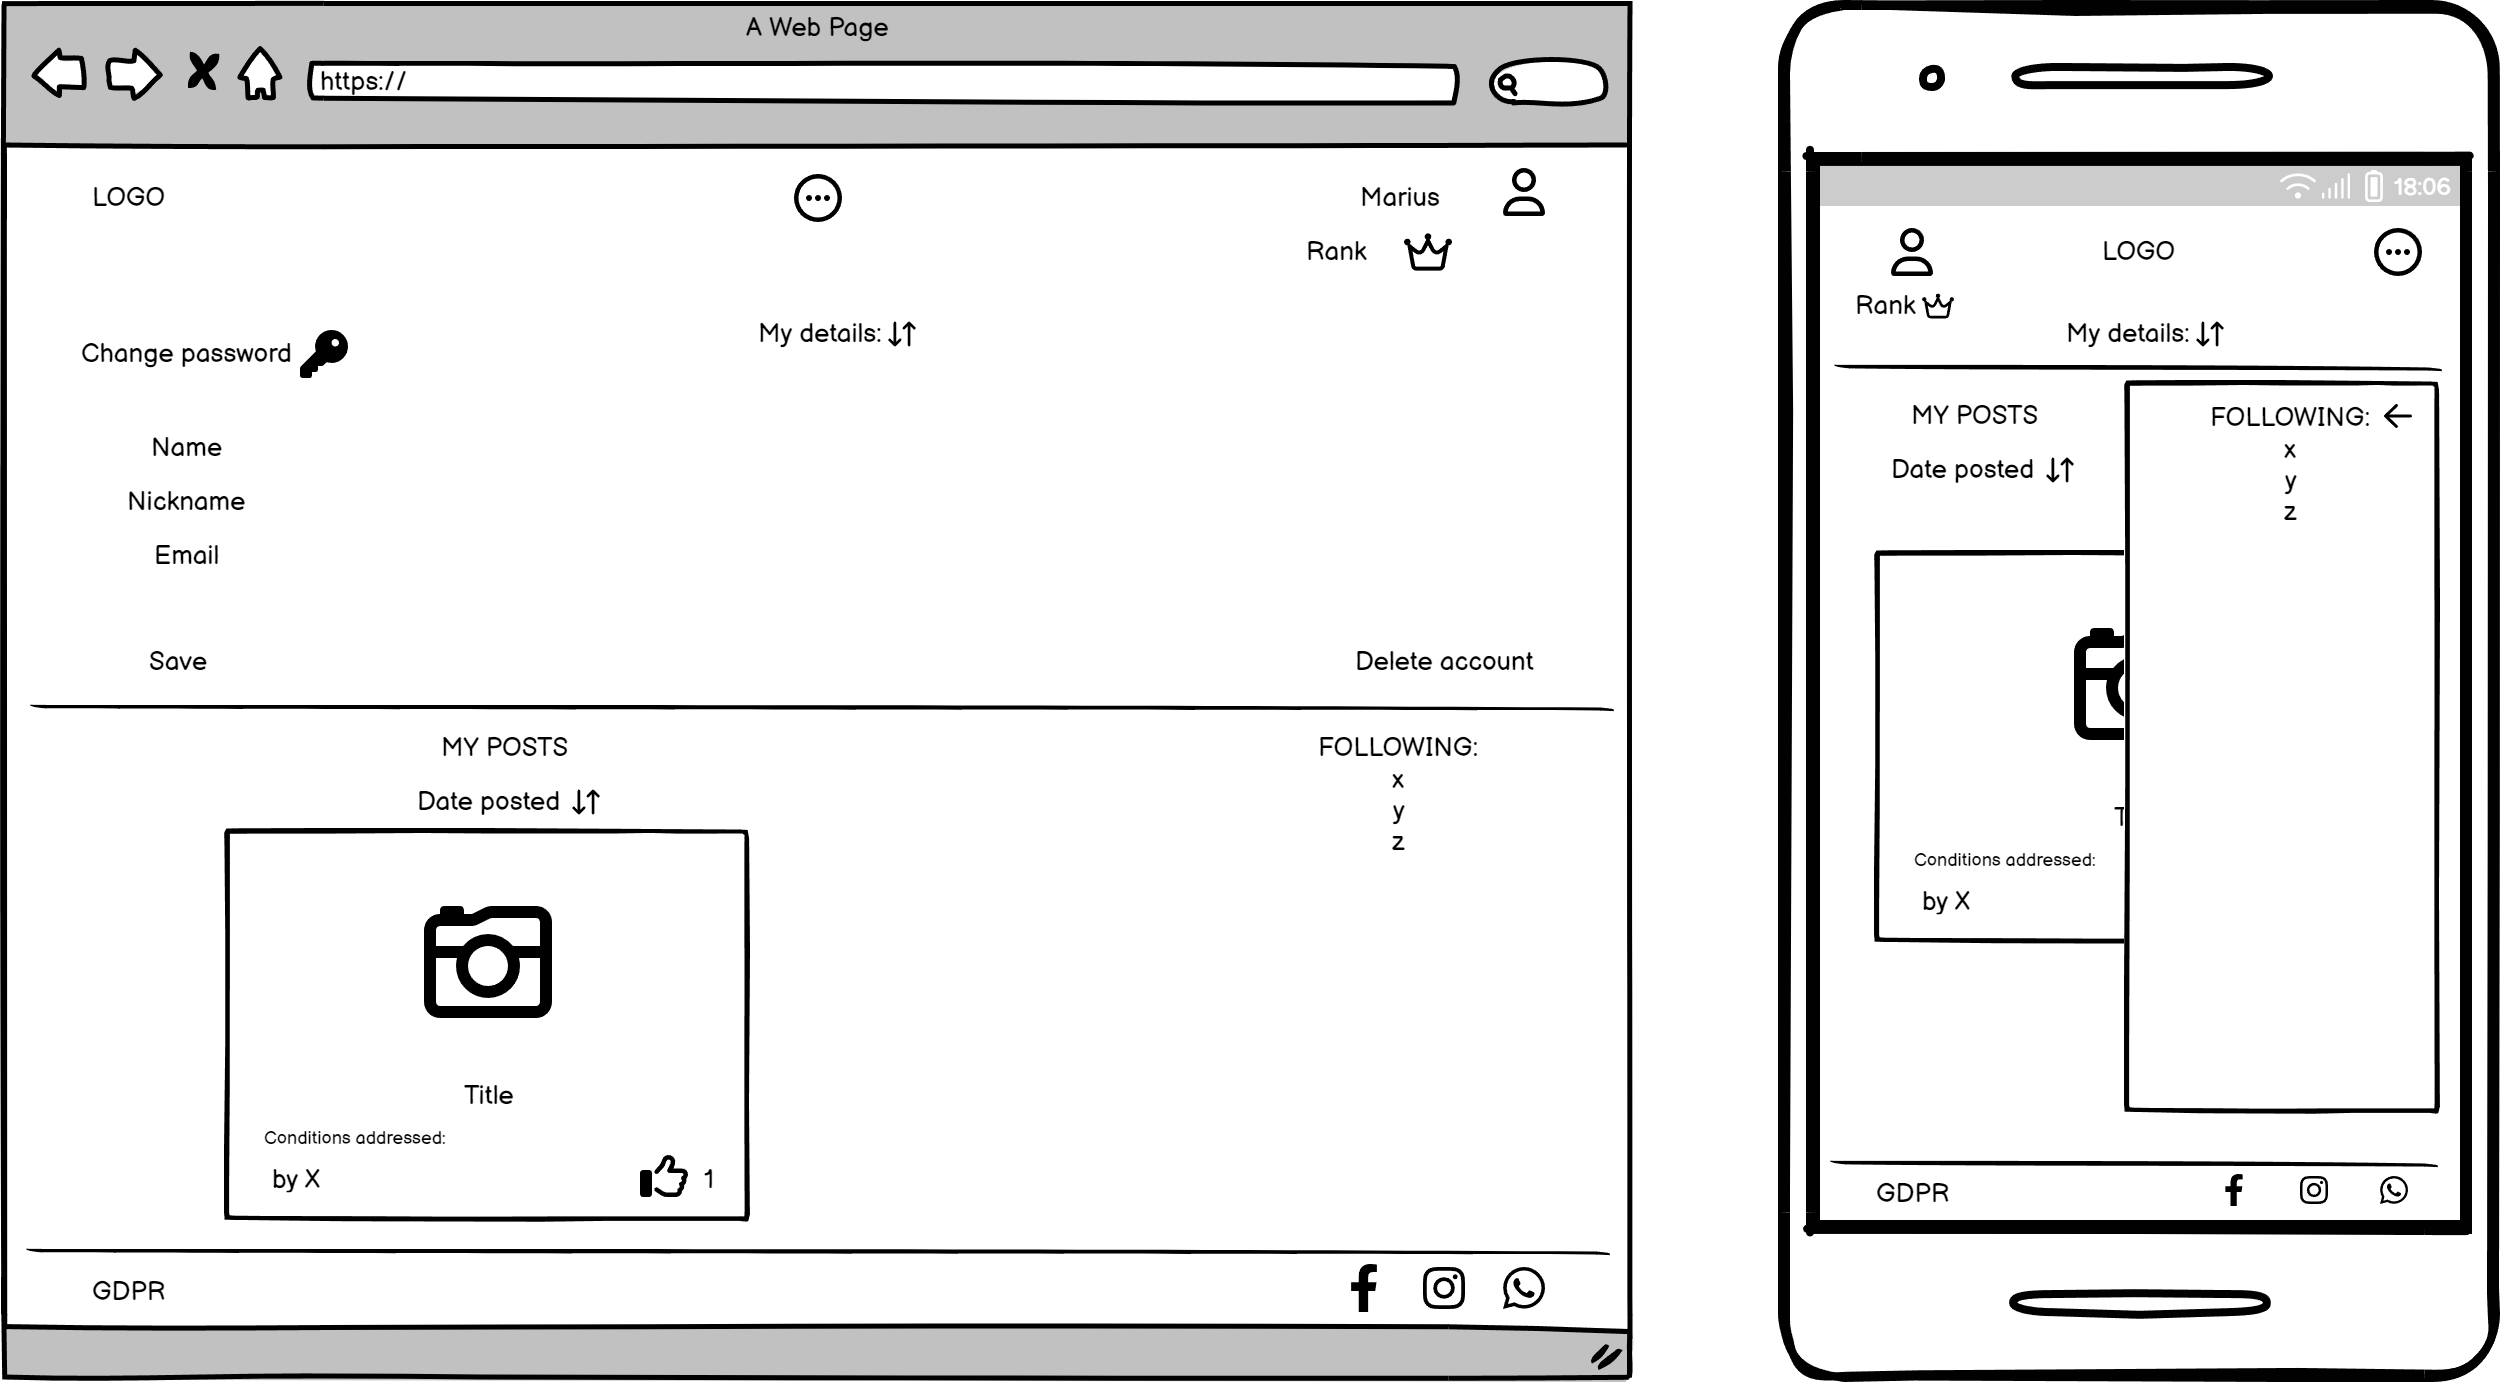 A Web Page
https://
LOGO
Marius
Rank
My details:
Change password
Name
Nickname
Email
Save
Delete account
MY POSTS
Date posted
FOLLOWING:
x
y
z
Title
Conditions addressed:
by X
1
GDPR
18:06
LOGO
Rank
My details:
MY POSTS
Date posted
FOLLOWING:
x
y
z
T
Conditions addressed:
by X
GDPR